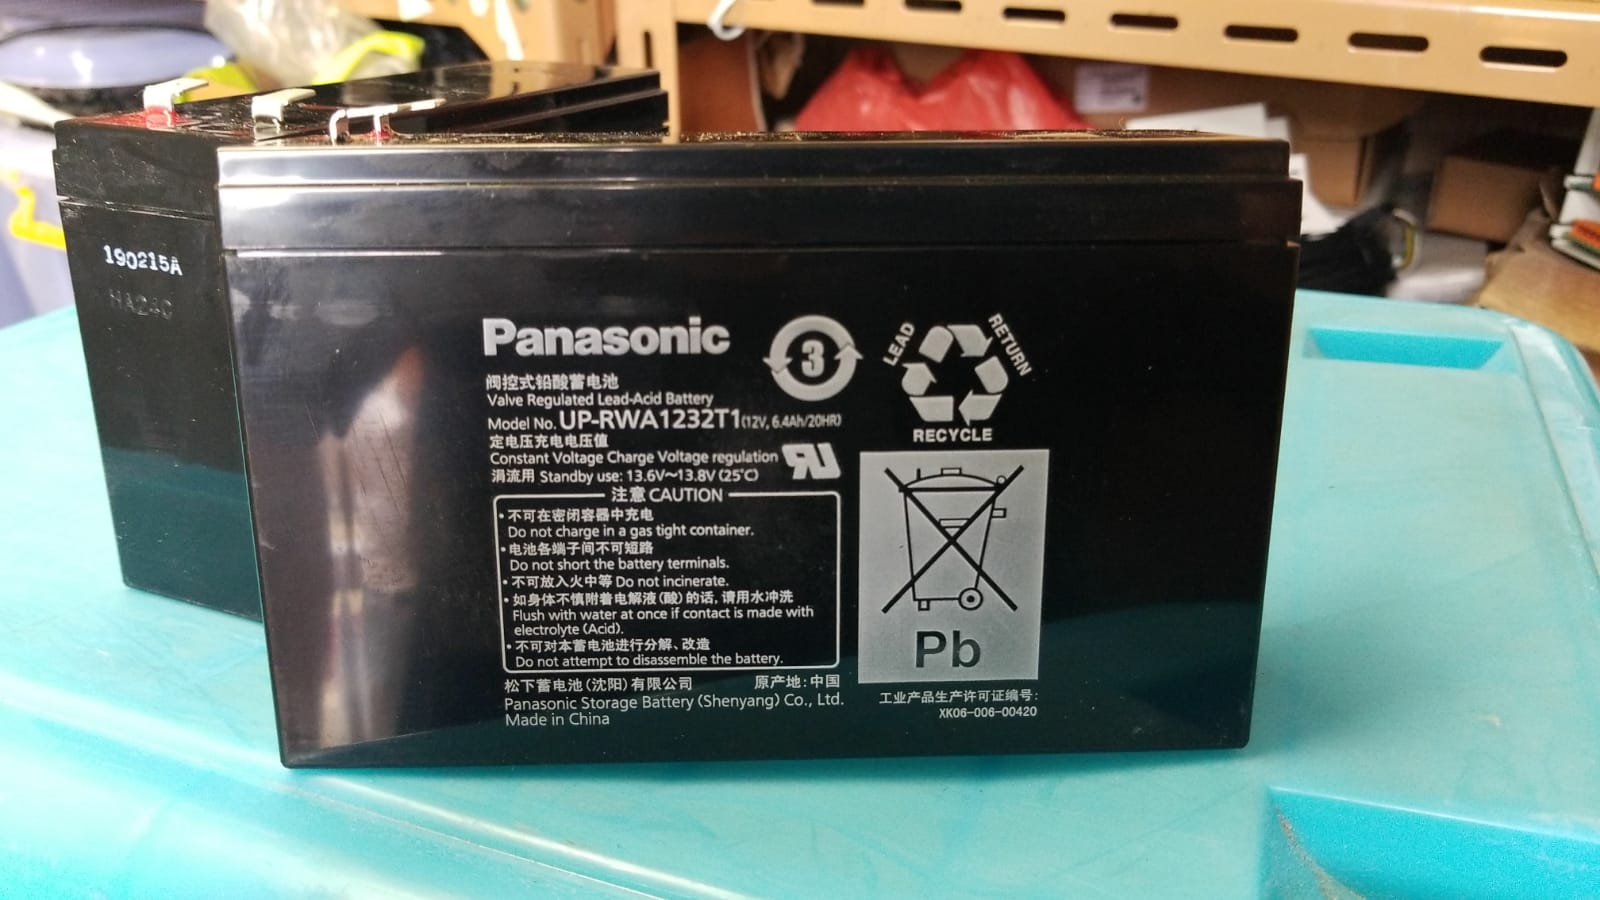 190215A
HA240
Panasonic
3
LEAD
RETURN
RECYCLE
阀控式铅酸蓄电池
Valve Regulated Lead-Acid Battery
Model No. UP-RWA1232T1(12V, 6.4Ah/20HR)
定电压充电电压值
Constant Voltage Charge Voltage regulation
涓流用 Standby use: 13.6V～13.8V (25℃)
注意 CAUTION
・不可在密闭容器中充电
Do not charge in a gas tight container.
・电池各端子间不可短路
Do not short the battery terminals.
・不可放入火中等 Do not incinerate.
・如身体不慎附着电解液(酸)的话,请用水冲洗
Flush with water at once if contact is made with
electrolyte (Acid).
・不可对本蓄电池进行分解、改造
Do not attempt to disassemble the battery.
松下蓄电池(沈阳)有限公司 原产地:中国
Panasonic Storage Battery (Shenyang) Co., Ltd.
Made in China
Pb
工业产品生产许可证编号:
XK06-006-00420